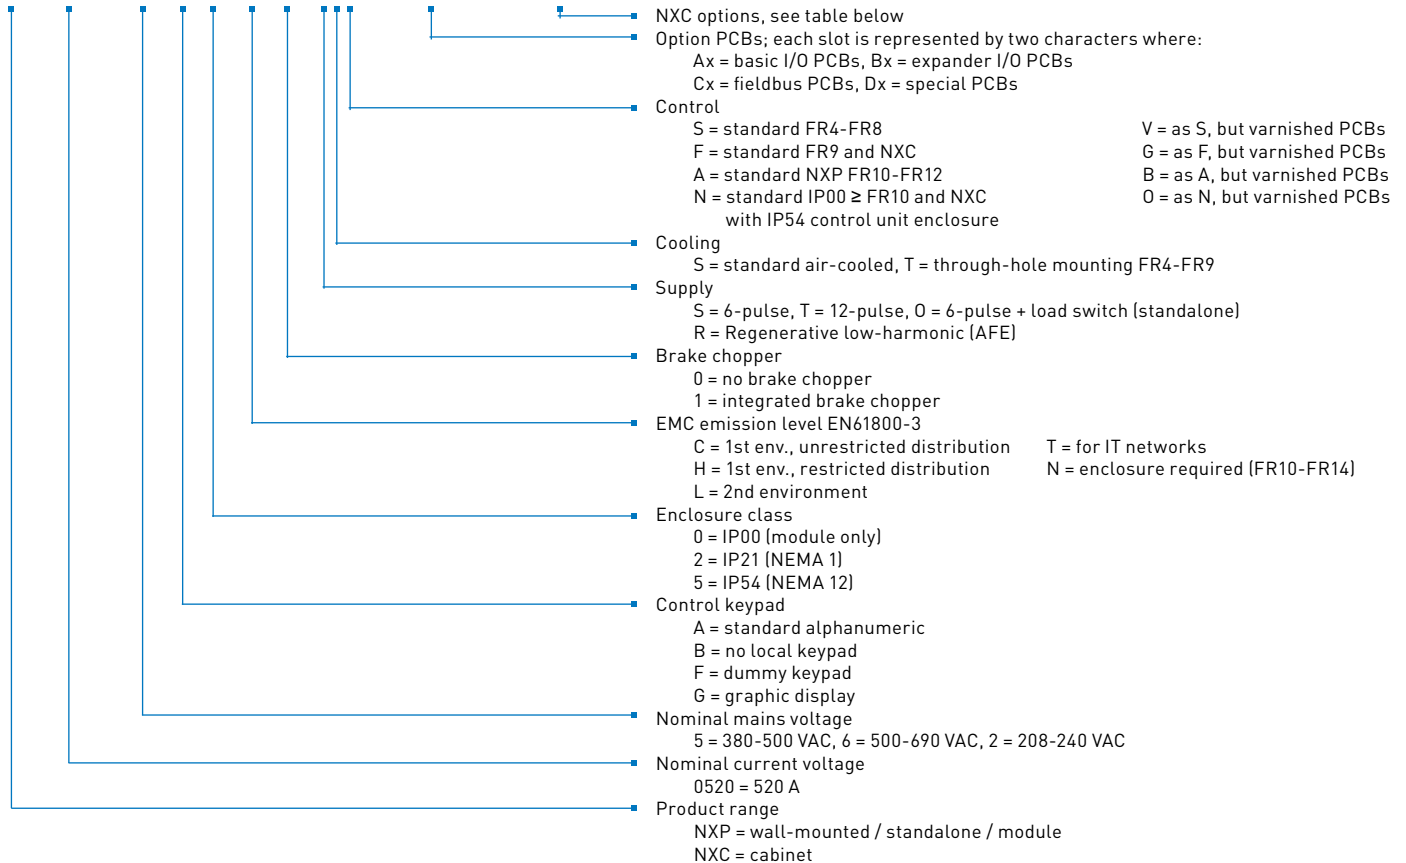 NXC options, see table below
Option PCBs; each slot is represented by two characters where:
Ax = basic I/O PCBs, Bx = expander I/O PCBs
Cx = fieldbus PCBs, Dx = special PCBs
Control
S = standard FR4-FR8 V = as S, but varnished PCBs
F = standard FR9 and NXC G = as F, but varnished PCBs
A = standard NXP FR10-FR12 B = as A, but varnished PCBs
N = standard IP00 ≥ FR10 and NXC O = as N, but varnished PCBs
with IP54 control unit enclosure
Cooling
S = standard air-cooled, T = through-hole mounting FR4-FR9
Supply
S = 6-pulse, T = 12-pulse, O = 6-pulse + load switch (standalone)
R = Regenerative low-harmonic (AFE)
Brake chopper
0 = no brake chopper
1 = integrated brake chopper
EMC emission level EN61800-3
C = 1st env., unrestricted distribution T = for IT networks
H = 1st env., restricted distribution N = enclosure required (FR10-FR14)
L = 2nd environment
Enclosure class
0 = IP00 (module only)
2 = IP21 (NEMA 1)
5 = IP54 (NEMA 12)
Control keypad
A = standard alphanumeric
B = no local keypad
F = dummy keypad
G = graphic display
Nominal mains voltage
5 = 380-500 VAC, 6 = 500-690 VAC, 2 = 208-240 VAC
Nominal current voltage
0520 = 520 A
Product range
NXP = wall-mounted / standalone / module
NXC = cabinet